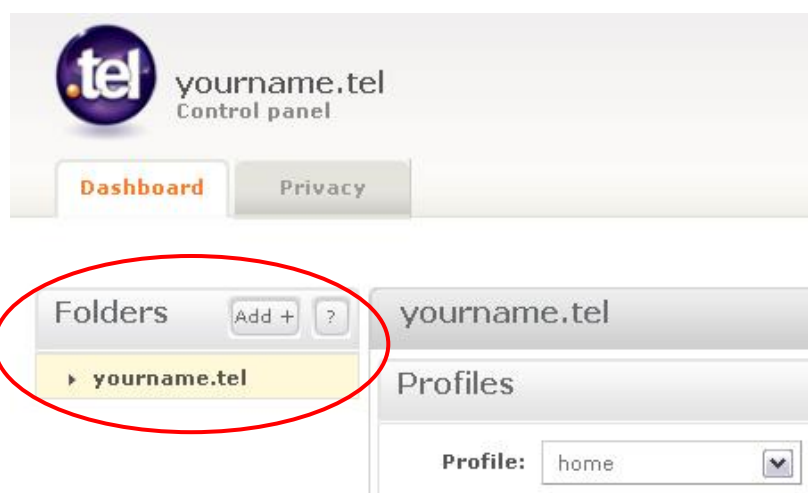 .tel
yourname.tel
Control panel
Dashboard Privacy
Folders Add + ?
yourname.tel
yourname.tel
Profiles
Profile: home